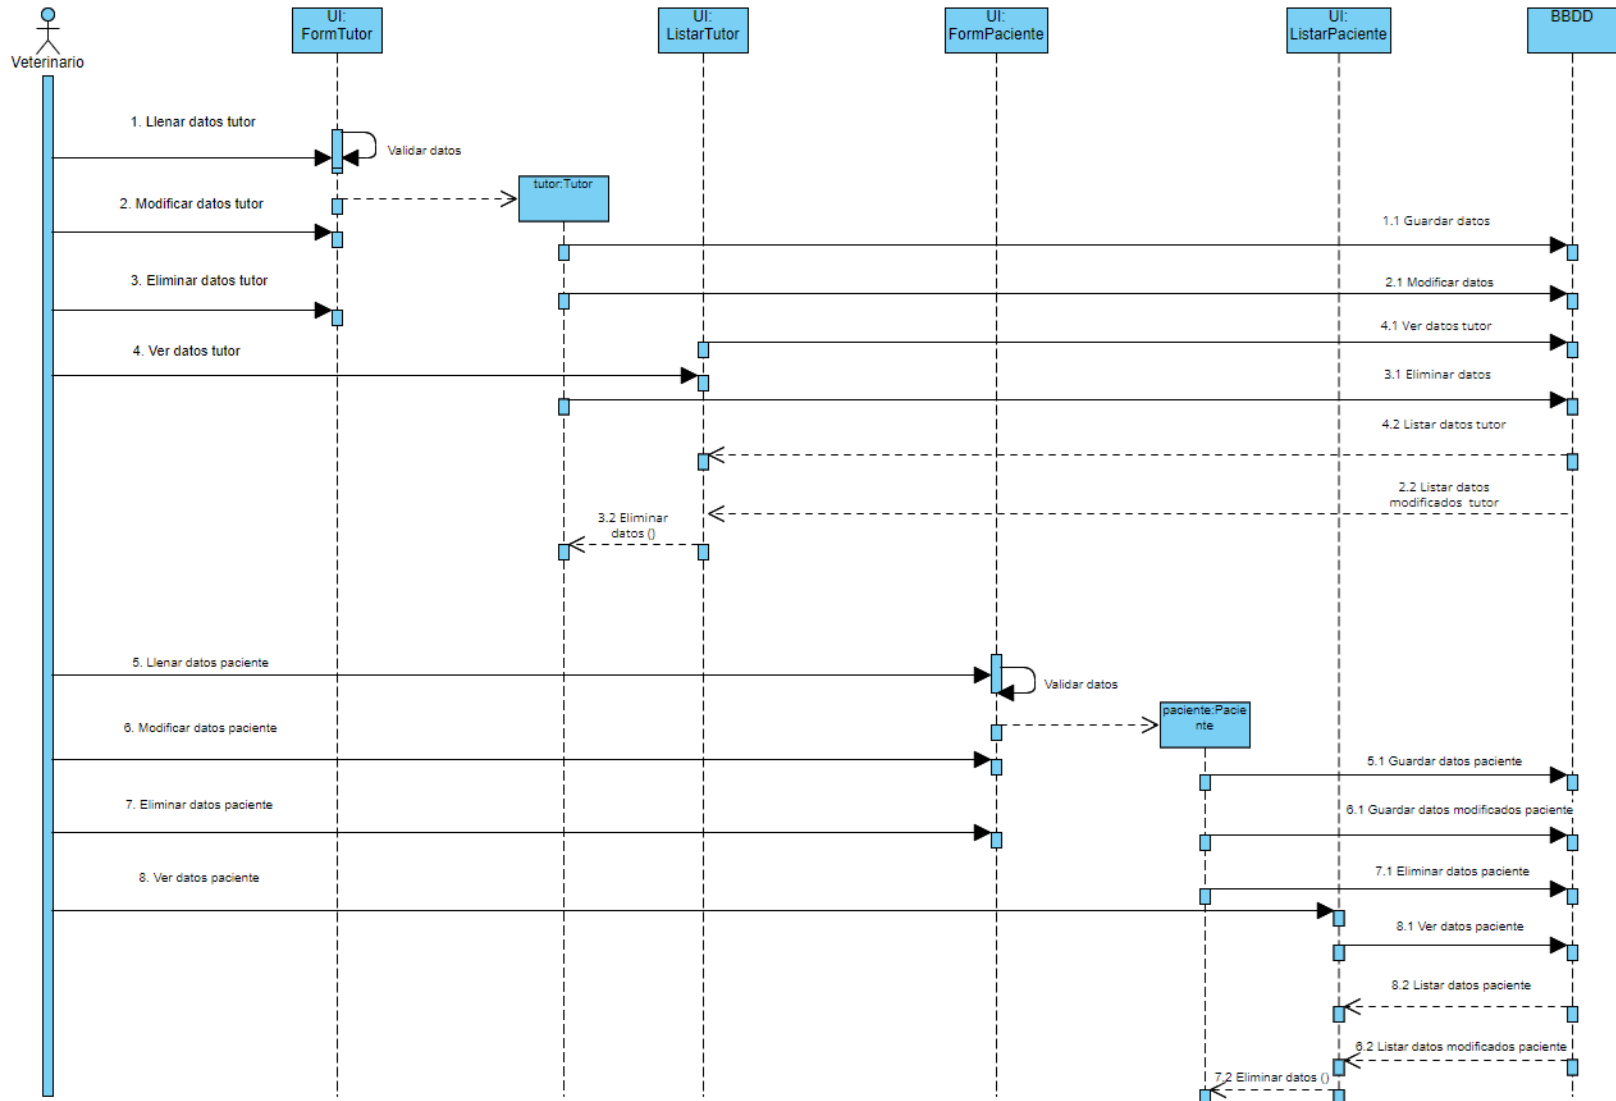 UI:
FormTutor
UI:
ListarTutor
UI:
FormPaciente
UI:
ListarPaciente
BBDD
Veterinario
1. Llenar datos tutor
Validar datos
tutor:Tutor
2. Modificar datos tutor
1.1 Guardar datos
3. Eliminar datos tutor
2.1 Modificar datos
4.1 Ver datos tutor
4. Ver datos tutor
3.1 Eliminar datos
4.2 Listar datos tutor
2.2 Listar datos
modificados tutor
3.2 Eliminar
datos ()
5. Llenar datos paciente
Validar datos
paciente:Pacie
nte
6. Modificar datos paciente
5.1 Guardar datos paciente
7. Eliminar datos paciente
6.1 Guardar datos modificados paciente
7.1 Eliminar datos paciente
8. Ver datos paciente
8.1 Ver datos paciente
8.2 Listar datos paciente
6.2 Listar datos modificados paciente
7.2 Eliminar datos ()